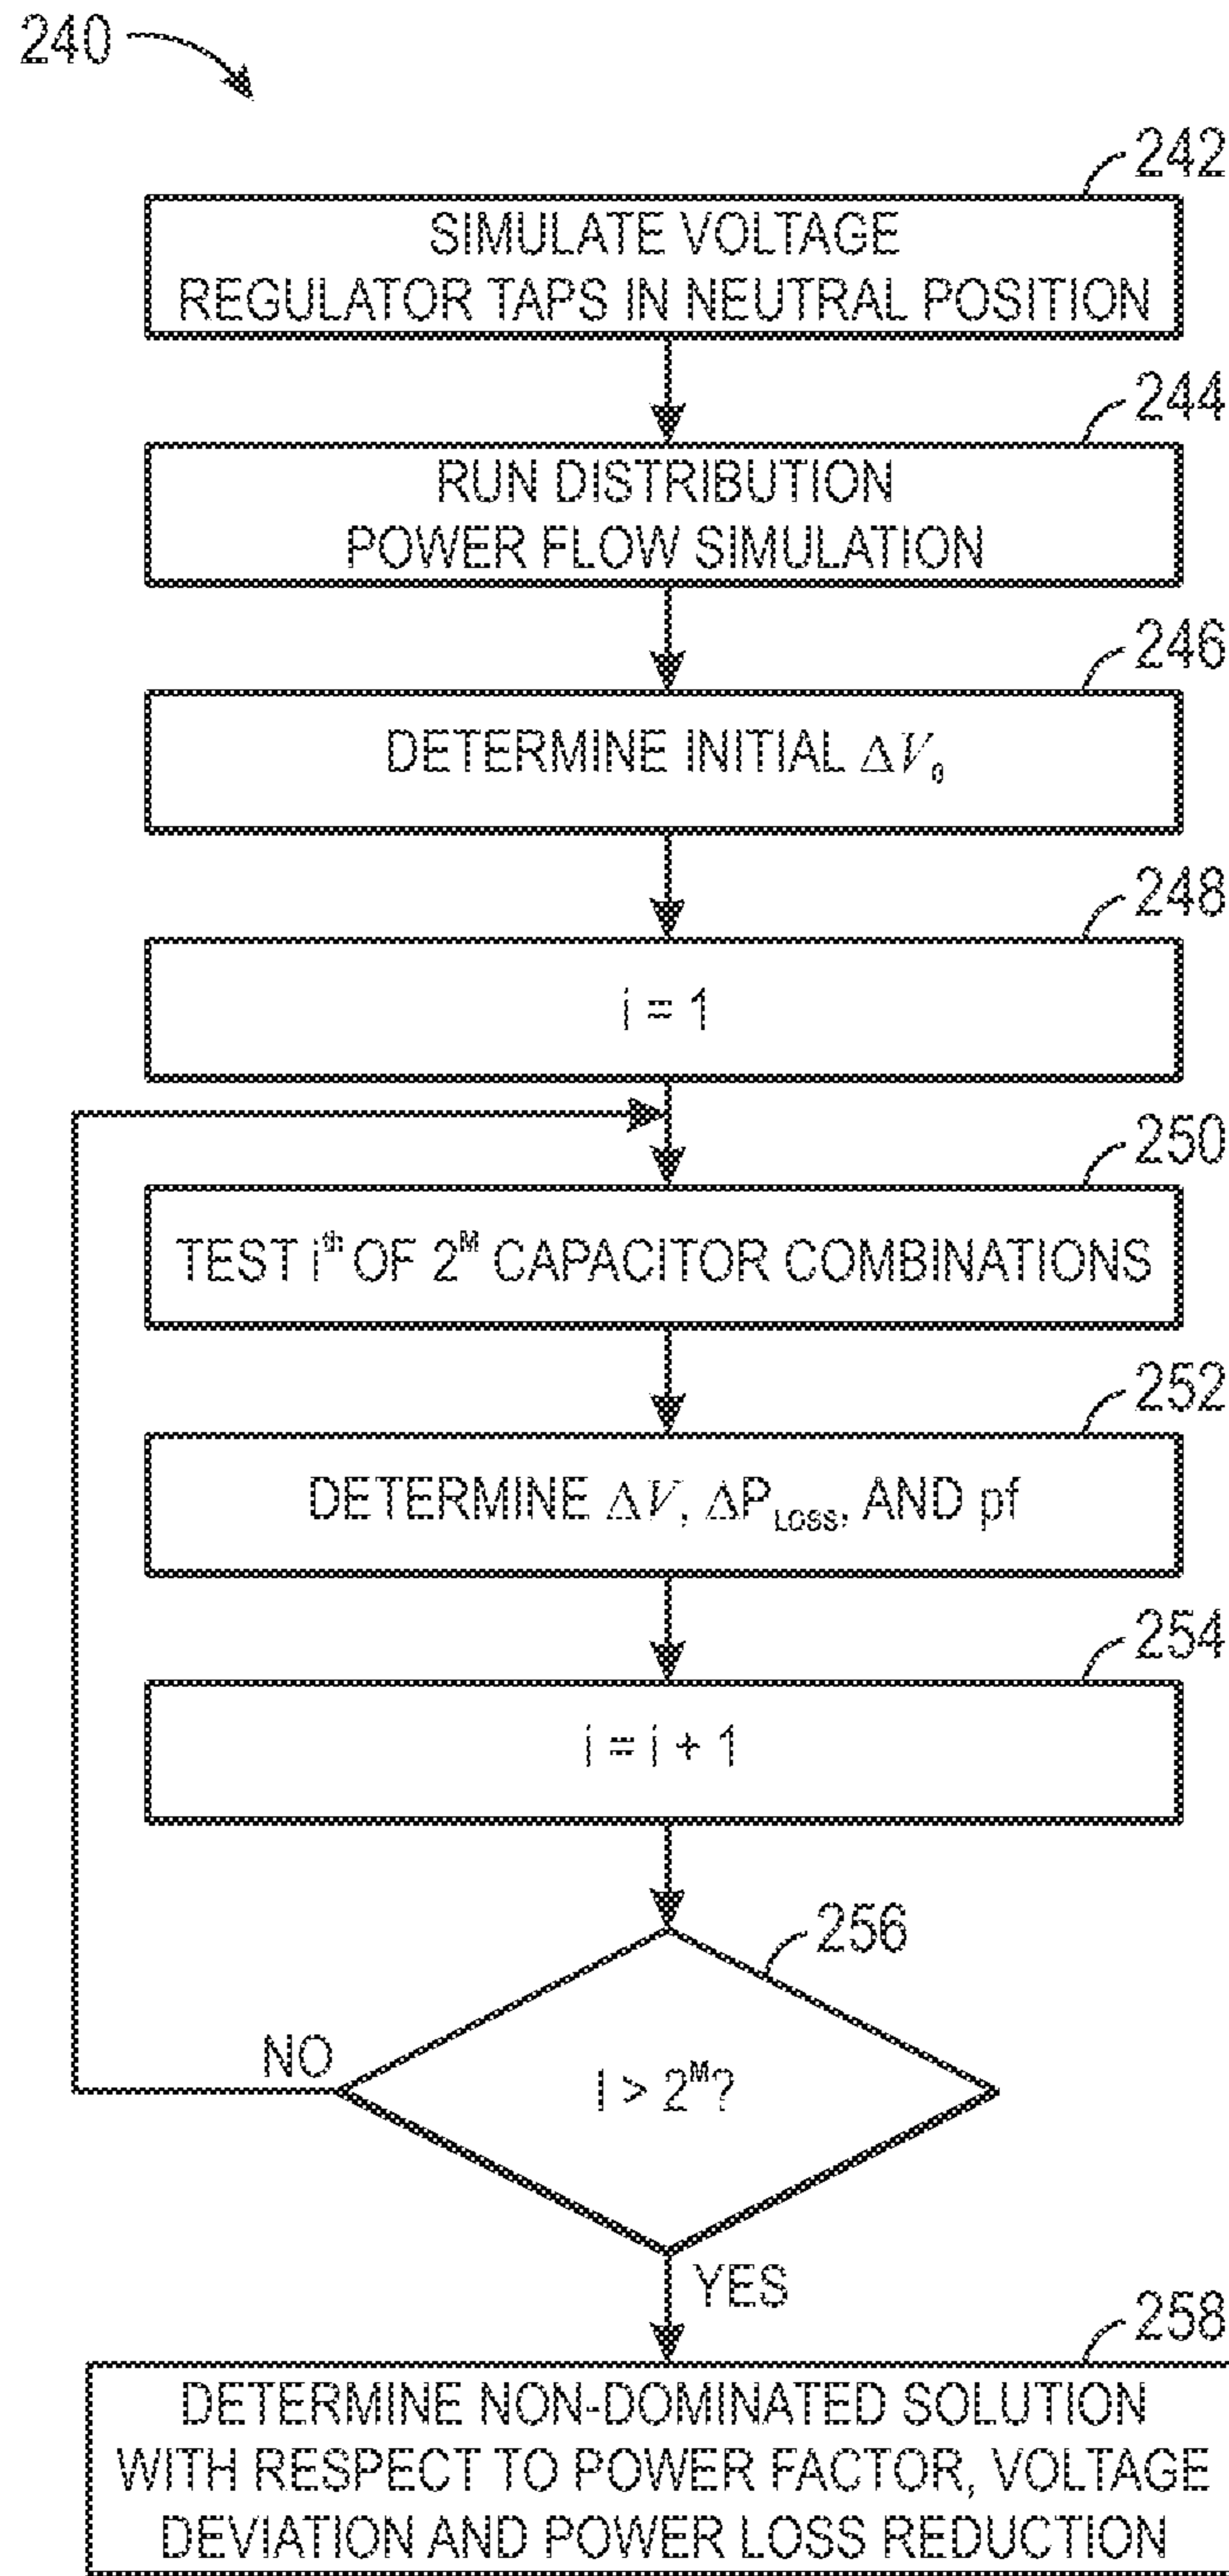 240
242
SIMULATE VOLTAGE
REGULATOR TAPS IN NEUTRAL POSITION
244
RUN DISTRIBUTION
POWER FLOW SIMULATION
246
DETERMINE INITIAL ΔV₀
248
i = 1
250
TEST iᵗʰ OF 2ᴹ CAPACITOR COMBINATIONS
252
DETERMINE ΔV, ΔP_LOSS, AND pf
254
i = i + 1
256
I > 2ᴹ?
NO
YES
258
DETERMINE NON-DOMINATED SOLUTION
WITH RESPECT TO POWER FACTOR, VOLTAGE
DEVIATION AND POWER LOSS REDUCTION